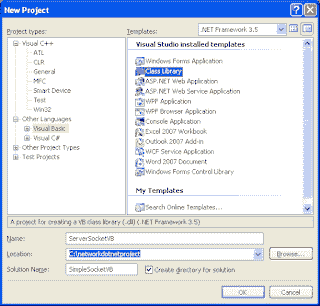 New Project
Project types:
Templates:
.NET Framework 3.5
Visual C++
ATL
CLR
General
MFC
Smart Device
Test
Win32
Other Languages
Visual Basic
Visual C#
Other Project Types
Test Projects
Visual Studio installed templates
Windows Forms Application
Class Library
ASP.NET Web Application
ASP.NET Web Service Application
WPF Application
WPF Browser Application
Console Application
Excel 2007 Workbook
Outlook 2007 Add-in
WCF Service Application
Word 2007 Document
Windows Forms Control Library
My Templates
Search Online Templates...
A project for creating a VB class library (.dll) (.NET Framework 3.5)
Name:
ServerSocketVB
Location:
C:\networkdotnetproject
Browse...
Solution Name:
SimpleSocketVB
Create directory for solution
OK
Cancel